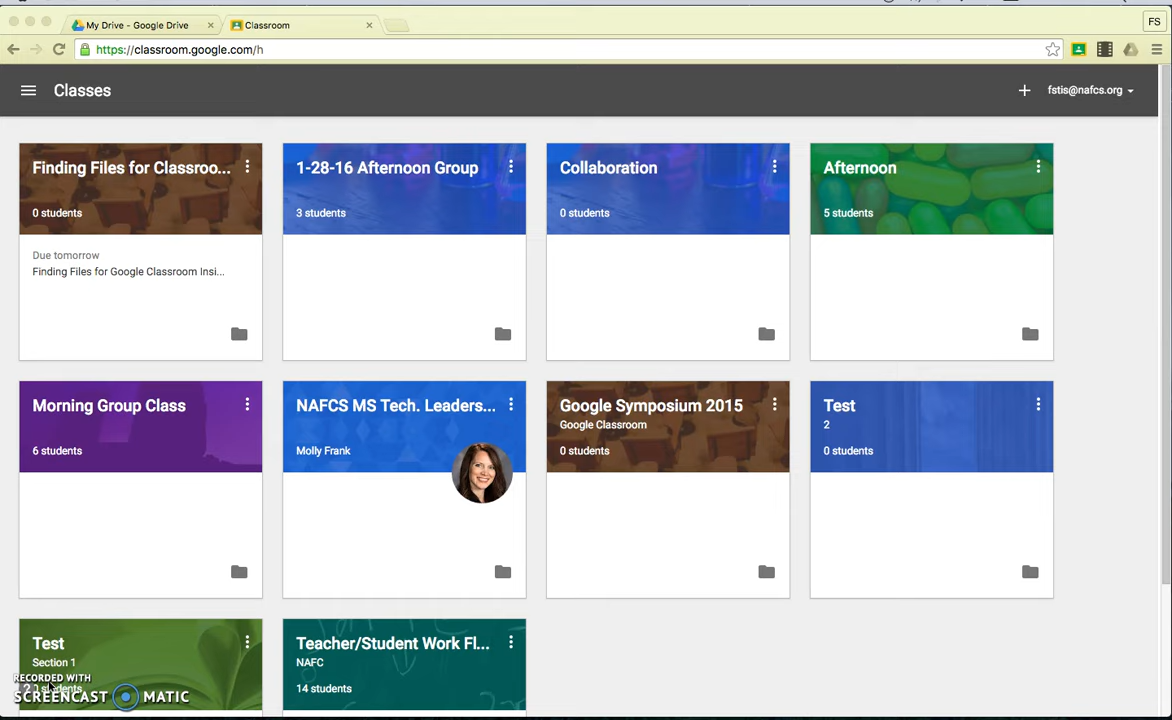 My Drive - Google Drive
Classroom
FS
https://classroom.google.com/h
Classes
fstis@nafcs.org
Finding Files for Classroo...
0 students
Due tomorrow
Finding Files for Google Classroom Insi...
1-28-16 Afternoon Group
3 students
Collaboration
0 students
Afternoon
5 students
Morning Group Class
6 students
NAFCS MS Tech. Leaders...
Molly Frank
Google Symposium 2015
Google Classroom
0 students
Test
2
0 students
Test
Section 1
students
RECORDED WITH
SCREENCAST MATIC
Teacher/Student Work Fl...
NAFC
14 students